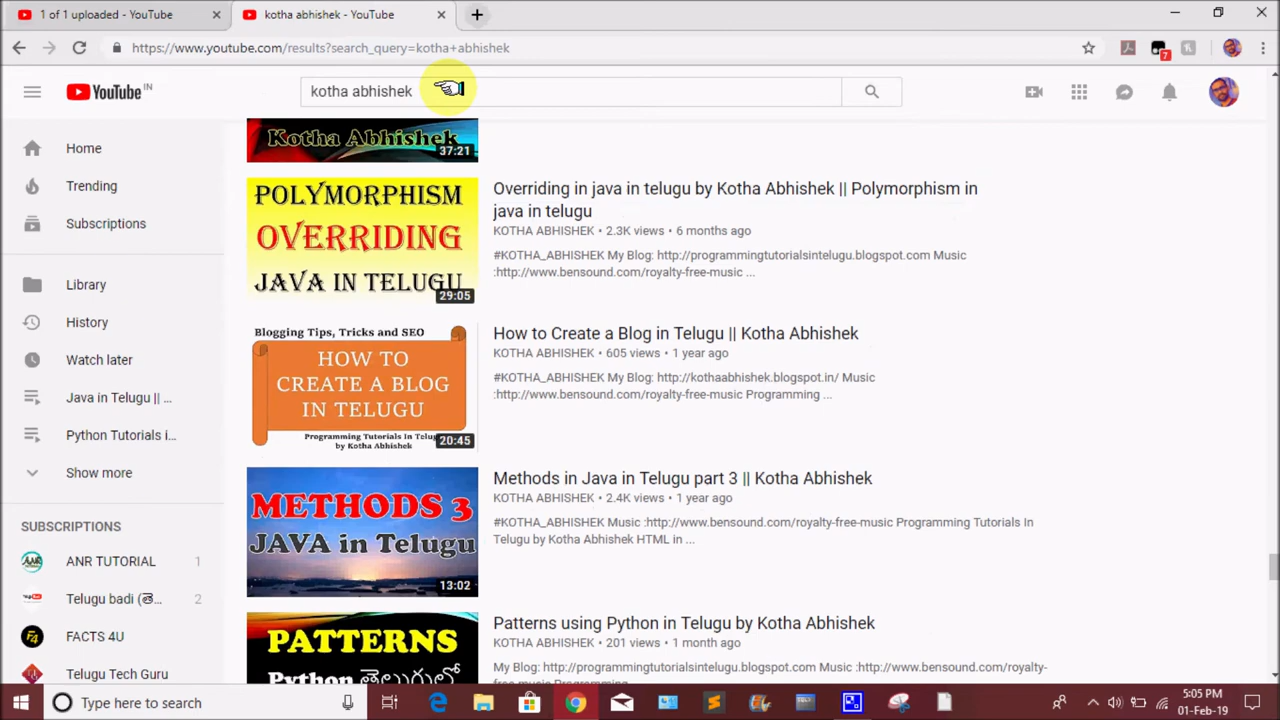 1 of 1 uploaded - YouTube
kotha abhishek - YouTube
https://www.youtube.com/results?search_query=kotha+abhishek
7
YouTube IN
kotha abhishek
Home
Trending
Subscriptions
Library
History
Watch later
Java in Telugu || ...
Python Tutorials i...
Show more
SUBSCRIPTIONS
ANR TUTORIAL 1
Telugu badi (తె... 2
FACTS 4U
Telugu Tech Guru
Kotha Abhishek
37:21
POLYMORPHISM
OVERRIDING
JAVA IN TELUGU
29:05
Overriding in java in telugu by Kotha Abhishek || Polymorphism in
java in telugu
KOTHA ABHISHEK • 2.3K views • 6 months ago
#KOTHA_ABHISHEK My Blog: http://programmingtutorialsintelugu.blogspot.com Music
:http://www.bensound.com/royalty-free-music ...
Blogging Tips, Tricks and SEO
HOW TO
CREATE A BLOG
IN TELUGU
Programming Tutorials In Telug
by Kotha Abhishek
20:45
How to Create a Blog in Telugu || Kotha Abhishek
KOTHA ABHISHEK • 605 views • 1 year ago
#KOTHA_ABHISHEK My Blog: http://kothaabhishek.blogspot.in/ Music
:http://www.bensound.com/royalty-free-music Programming ...
METHODS 3
JAVA in Telugu
13:02
Methods in Java in Telugu part 3 || Kotha Abhishek
KOTHA ABHISHEK • 2.4K views • 1 year ago
#KOTHA_ABHISHEK Music :http://www.bensound.com/royalty-free-music Programming Tutorials In
Telugu by Kotha Abhishek HTML in ...
PATTERNS
Python తెలుగులో
Patterns using Python in Telugu by Kotha Abhishek
KOTHA ABHISHEK • 201 views • 1 month ago
My Blog: http://programmingtutorialsintelugu.blogspot.com Music :http://www.bensound.com/royalty-
Type here to search
5:05 PM
01-Feb-19